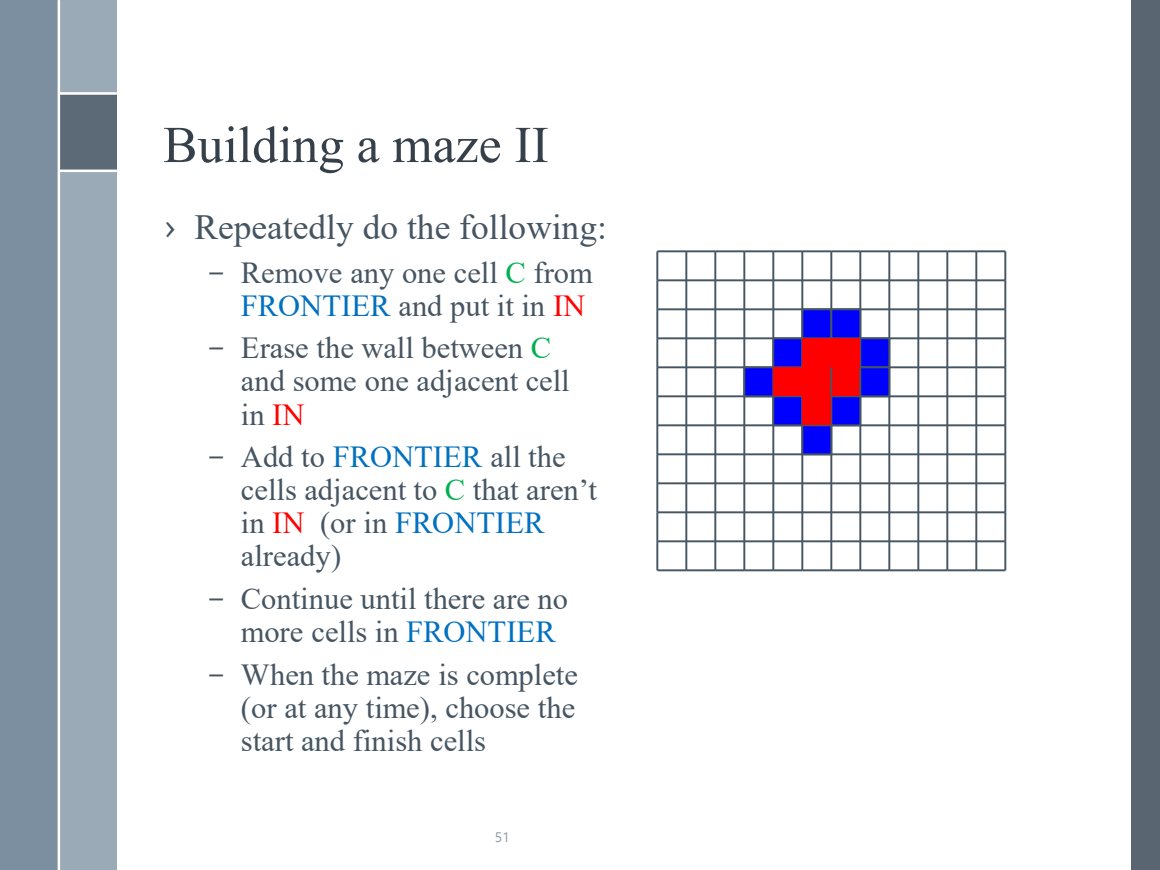 Building a maze II
› Repeatedly do the following:
– Remove any one cell C from
FRONTIER and put it in IN
– Erase the wall between C
and some one adjacent cell
in IN
– Add to FRONTIER all the
cells adjacent to C that aren’t
in IN  (or in FRONTIER
already)
– Continue until there are no
more cells in FRONTIER
– When the maze is complete
(or at any time), choose the
start and finish cells
51